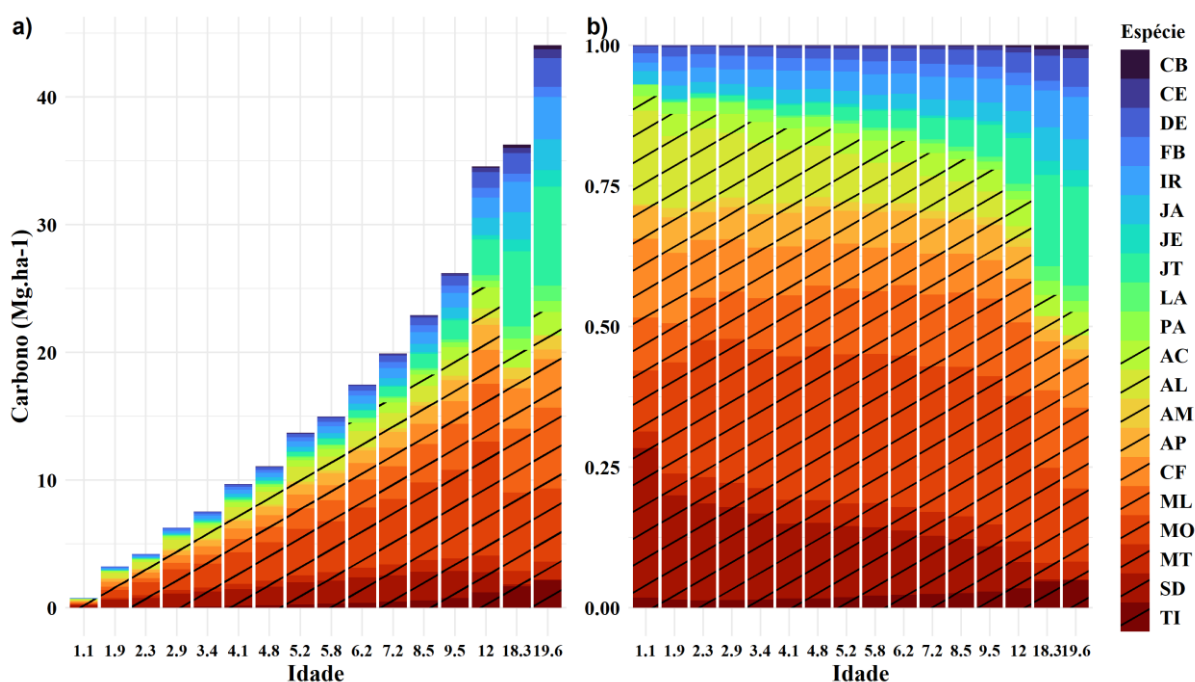 a)
Carbono (Mg.ha-1)
40
30
20
10
0
1.1 1.9 2.3 2.9 3.4 4.1 4.8 5.2 5.8 6.2 7.2 8.5 9.5 12 18.3 19.6
Idade
b)
1.00
0.75
0.50
0.25
0.00
1.1 1.9 2.3 2.9 3.4 4.1 4.8 5.2 5.8 6.2 7.2 8.5 9.5 12 18.3 19.6
Idade
Espécie
CB
CE
DE
FB
IR
JA
JE
JT
LA
PA
AC
AL
AM
AP
CF
ML
MO
MT
SD
TI